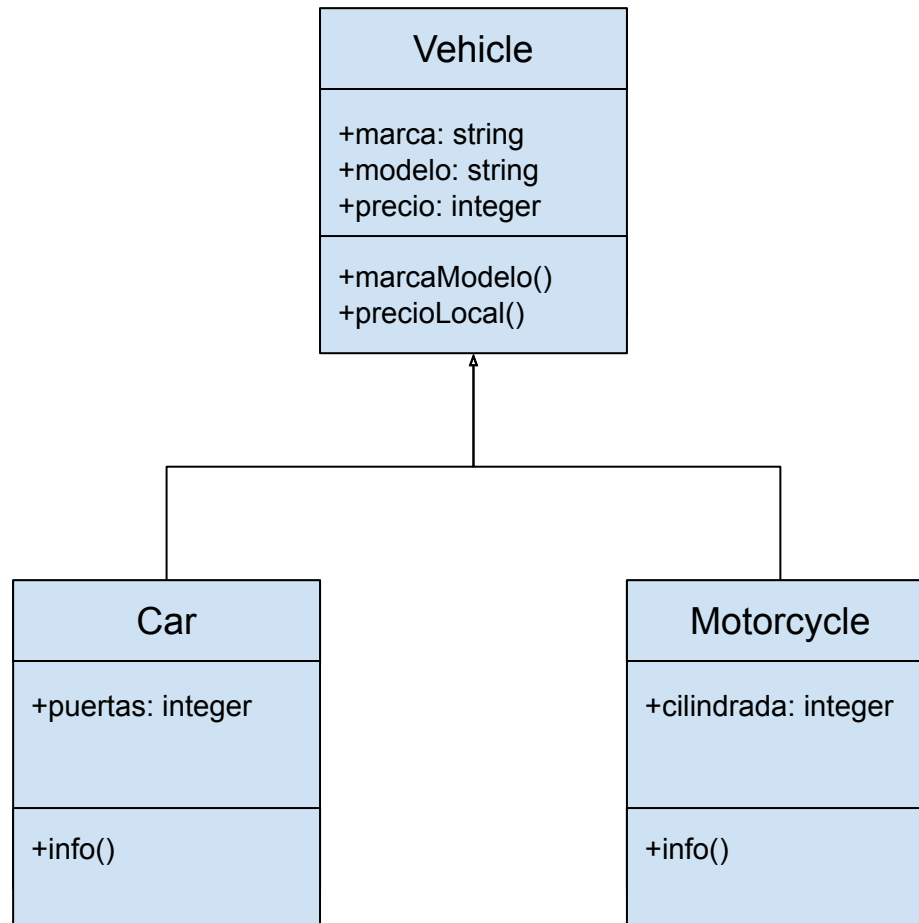 Vehicle
+marca: string
+modelo: string
+precio: integer
+marcaModelo()
+precioLocal()
Car
+puertas: integer
+info()
Motorcycle
+cilindrada: integer
+info()